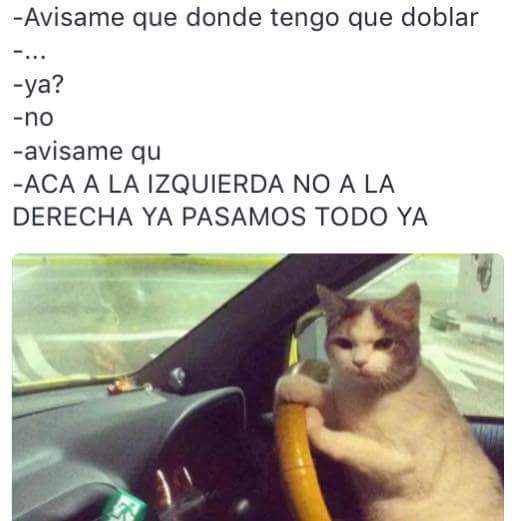 -Avisame que donde tengo que doblar
-...
-ya?
-no
-avisame qu
-ACA A LA IZQUIERDA NO A LA
DERECHA YA PASAMOS TODO YA